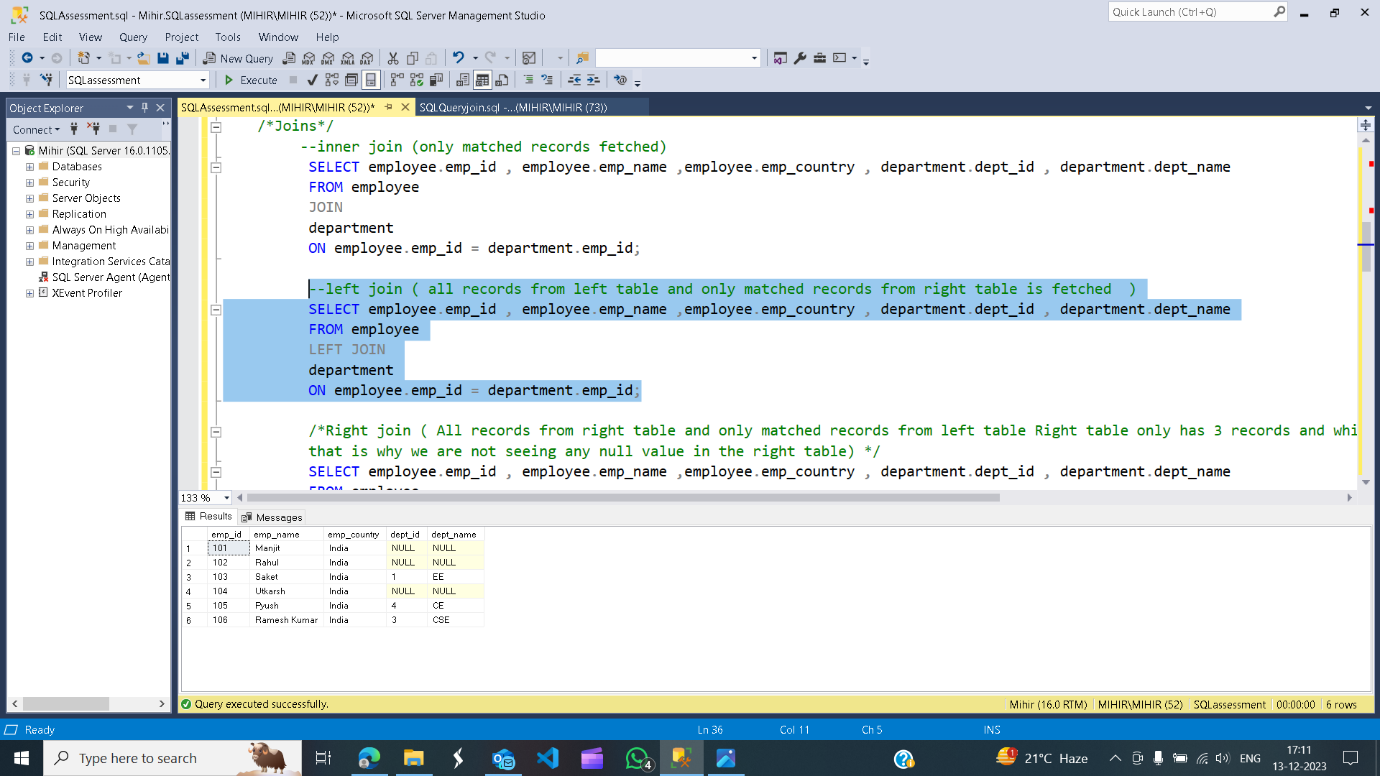 SQLAssessment.sql - Mihir.SQLassessment (MIHIR\MIHIR (52))* - Microsoft SQL Server Management Studio
Quick Launch (Ctrl+Q)
File Edit View Query Project Tools Window Help
New Query
MDX DMX XMLA DAX
SQLassessment
Execute
Object Explorer
SQLAssessment.sql...(MIHIR\MIHIR (52))*
SQLQueryjoin.sql -...(MIHIR\MIHIR (73))
Connect
Mihir (SQL Server 16.0.1105.
Databases
Security
Server Objects
Replication
Always On High Availabi
Management
Integration Services Cata
SQL Server Agent (Agent
XEvent Profiler
/*Joins*/
--inner join (only matched records fetched)
SELECT employee.emp_id , employee.emp_name ,employee.emp_country , department.dept_id , department.dept_name
FROM employee
JOIN
department
ON employee.emp_id = department.emp_id;
--left join ( all records from left table and only matched records from right table is fetched  )
SELECT employee.emp_id , employee.emp_name ,employee.emp_country , department.dept_id , department.dept_name
FROM employee
LEFT JOIN
department
ON employee.emp_id = department.emp_id;
/*Right join ( All records from right table and only matched records from left table Right table only has 3 records and whi
that is why we are not seeing any null value in the right table) */
SELECT employee.emp_id , employee.emp_name ,employee.emp_country , department.dept_id , department.dept_name
FROM employee
133 %
Results Messages
emp_id emp_name emp_country dept_id dept_name
1 101 Manjit India NULL NULL
2 102 Rahul India NULL NULL
3 103 Saket India 1 EE
4 104 Utkarsh India NULL NULL
5 105 Pyush India 4 CE
6 106 Ramesh Kumar India 3 CSE
Query executed successfully.
Mihir (16.0 RTM) MIHIR\MIHIR (52) SQLassessment 00:00:00 6 rows
Ready
Ln 36 Col 11 Ch 5 INS
Type here to search
4
1
21°C Haze
ENG
17:11
13-12-2023